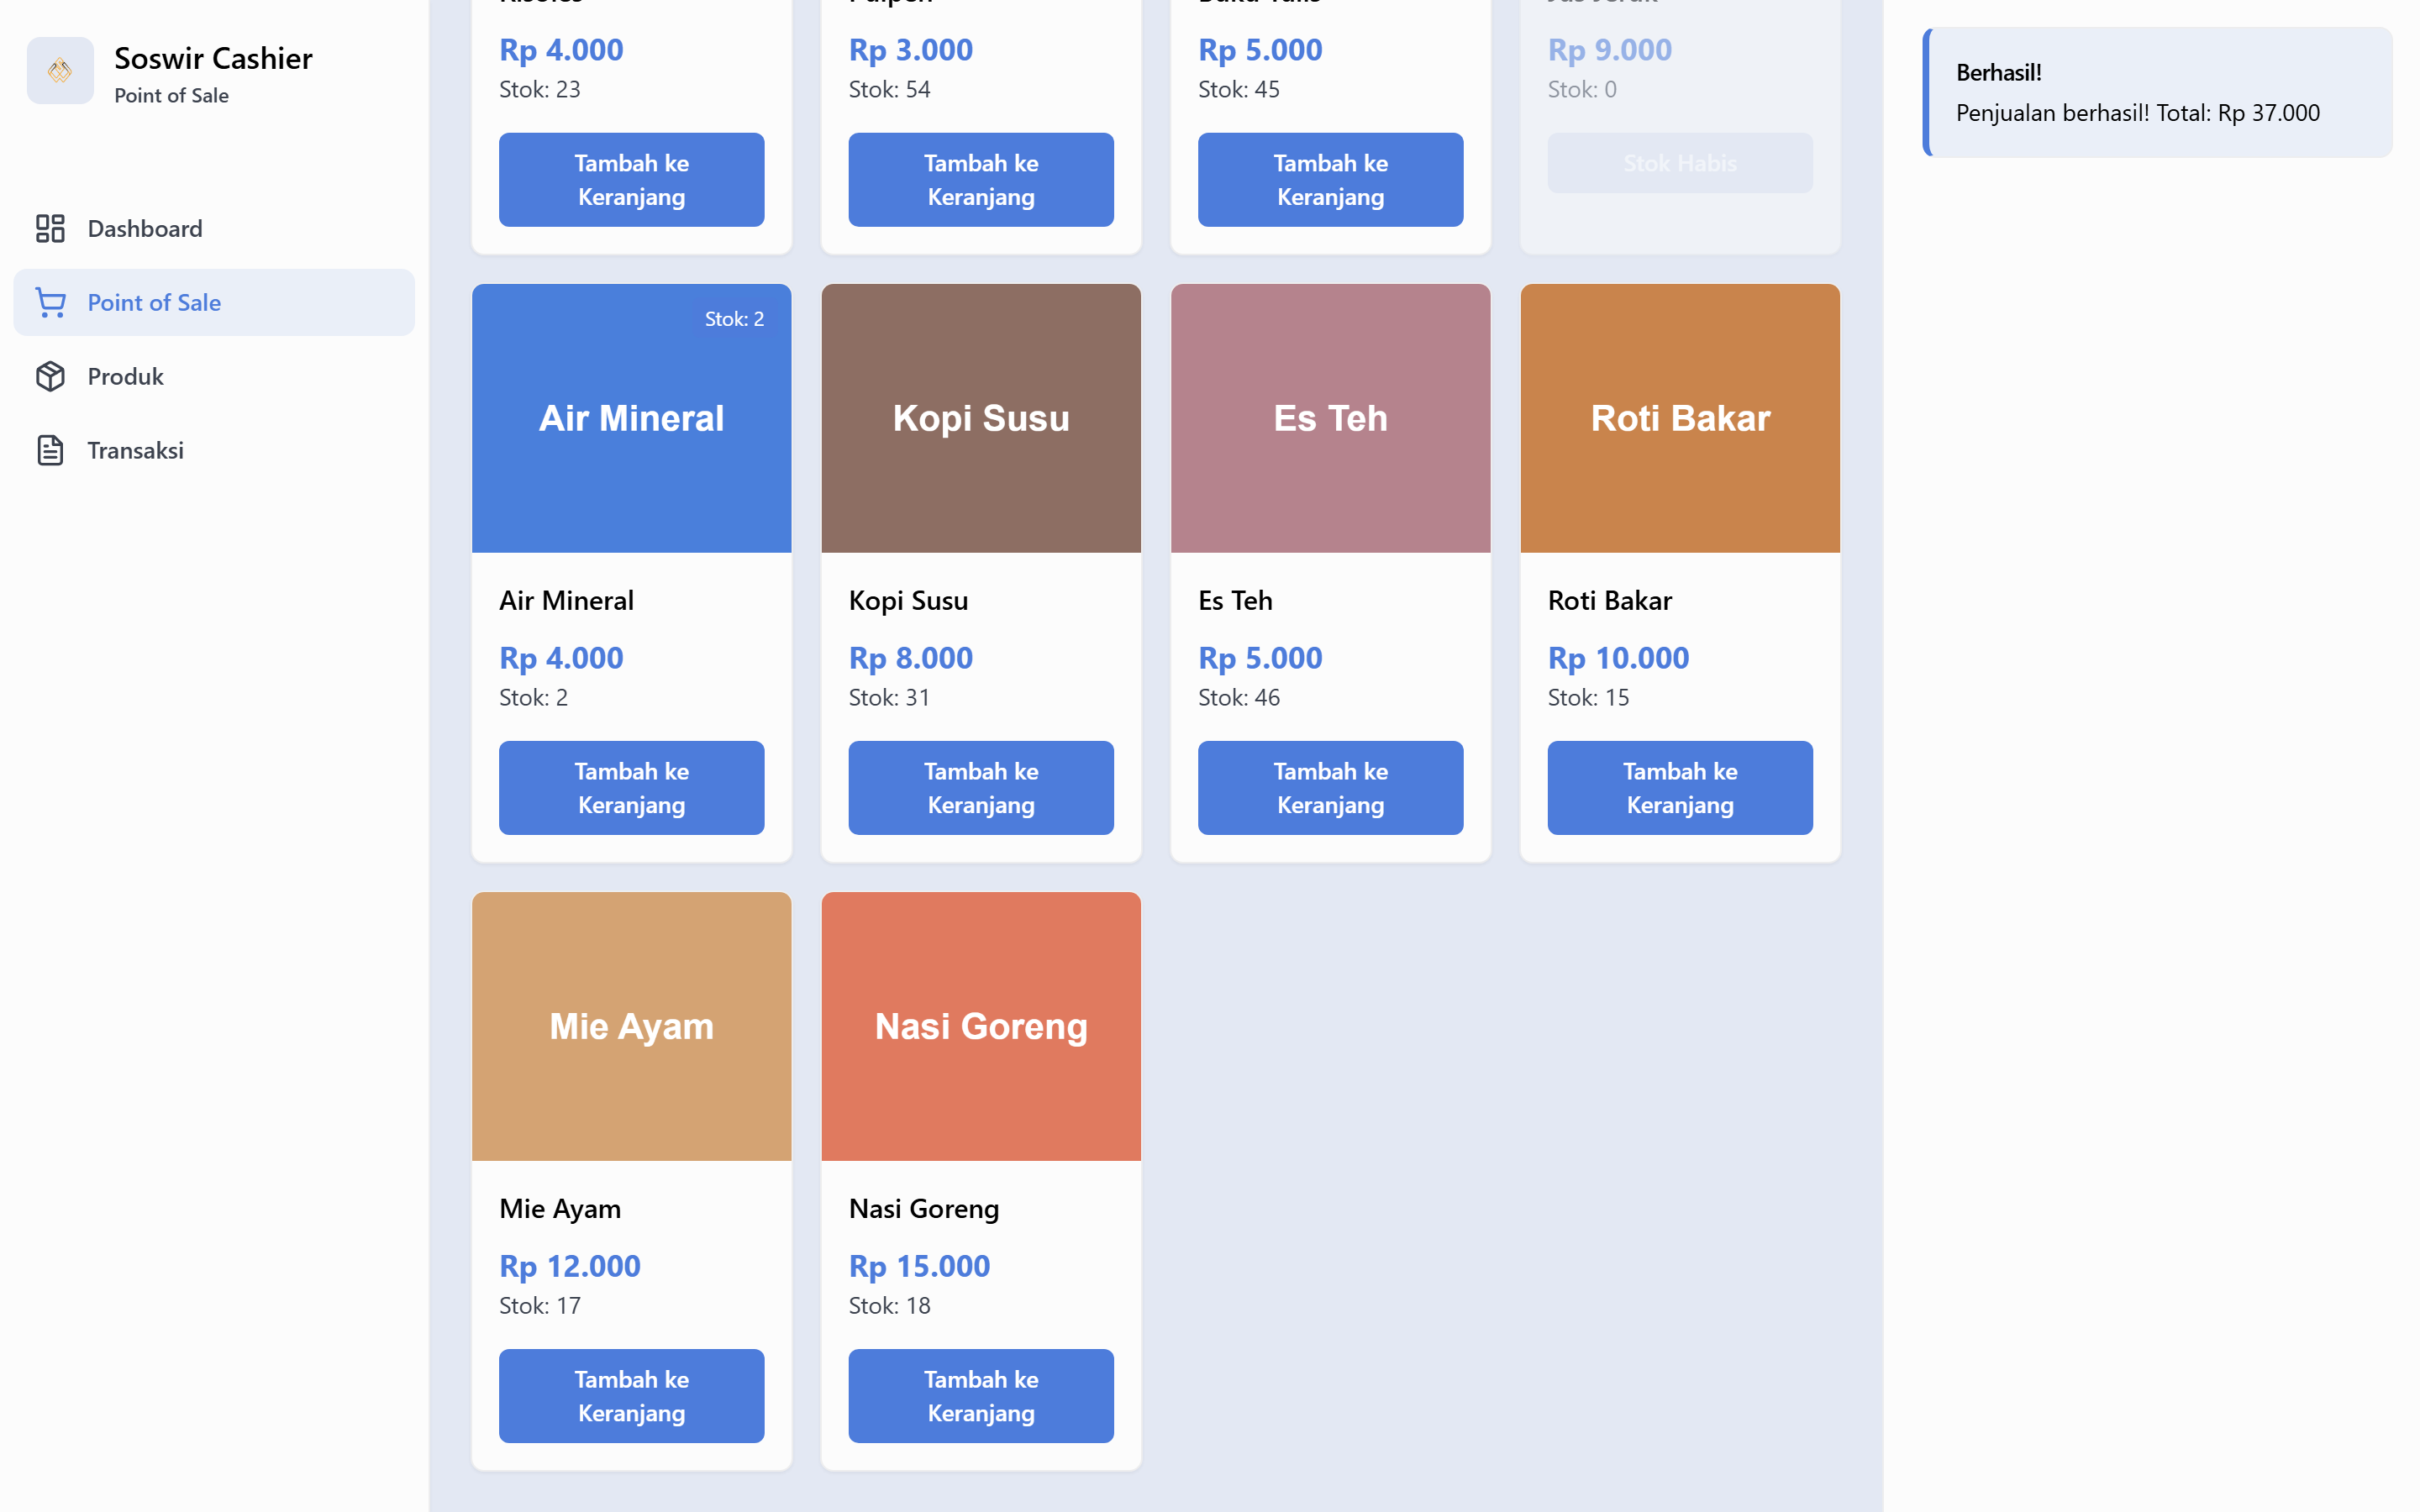 Soswir Cashier
Point of Sale
Dashboard
Point of Sale
Produk
Transaksi
Rp 4.000
Stok: 23
Tambah ke
Keranjang
Rp 3.000
Stok: 54
Tambah ke
Keranjang
Rp 5.000
Stok: 45
Tambah ke
Keranjang
Rp 9.000
Stok: 0
Stok Habis
Stok: 2
Air Mineral
Air Mineral
Rp 4.000
Stok: 2
Tambah ke
Keranjang
Kopi Susu
Kopi Susu
Rp 8.000
Stok: 31
Tambah ke
Keranjang
Es Teh
Es Teh
Rp 5.000
Stok: 46
Tambah ke
Keranjang
Roti Bakar
Roti Bakar
Rp 10.000
Stok: 15
Tambah ke
Keranjang
Mie Ayam
Mie Ayam
Rp 12.000
Stok: 17
Tambah ke
Keranjang
Nasi Goreng
Nasi Goreng
Rp 15.000
Stok: 18
Tambah ke
Keranjang
Berhasil!
Penjualan berhasil! Total: Rp 37.000